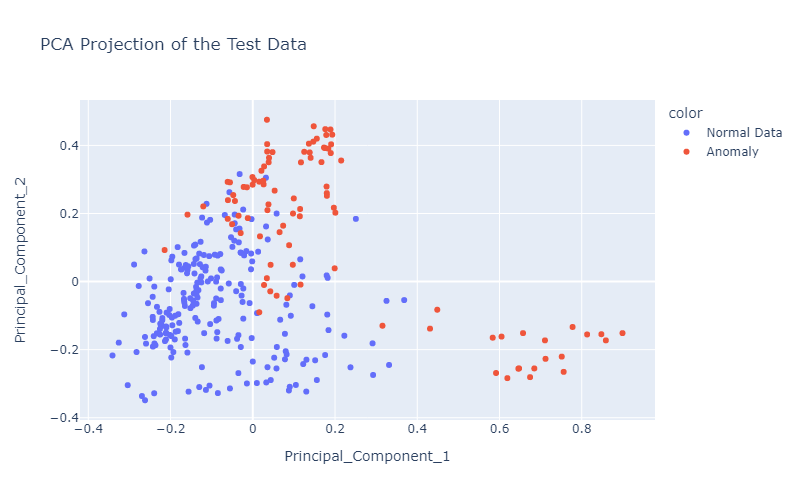 PCA Projection of the Test Data
color
Normal Data
Anomaly
Principal_Component_2
0.4
0.2
0
−0.2
−0.4
−0.4
−0.2
0
0.2
0.4
0.6
0.8
Principal_Component_1